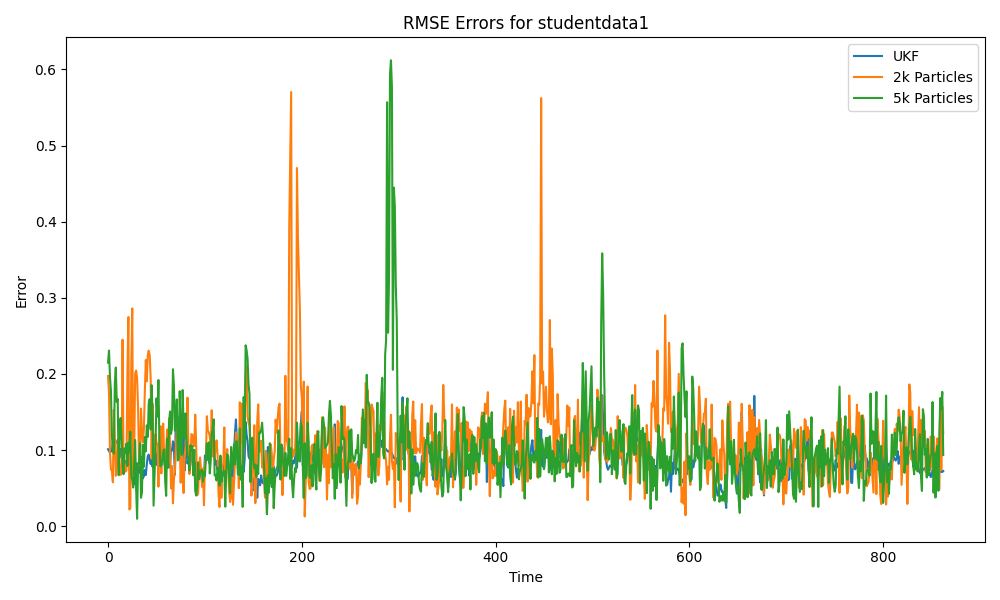 RMSE Errors for studentdata1
UKF
2k Particles
5k Particles
Error
0.6
0.5
0.4
0.3
0.2
0.1
0.0
0
200
400
600
800
Time